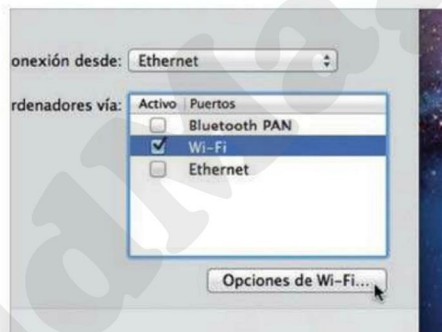 onexión desde: Ethernet
rdenadores vía: Activo Puertos
Bluetooth PAN
Wi-Fi
Ethernet
Opciones de Wi-Fi...